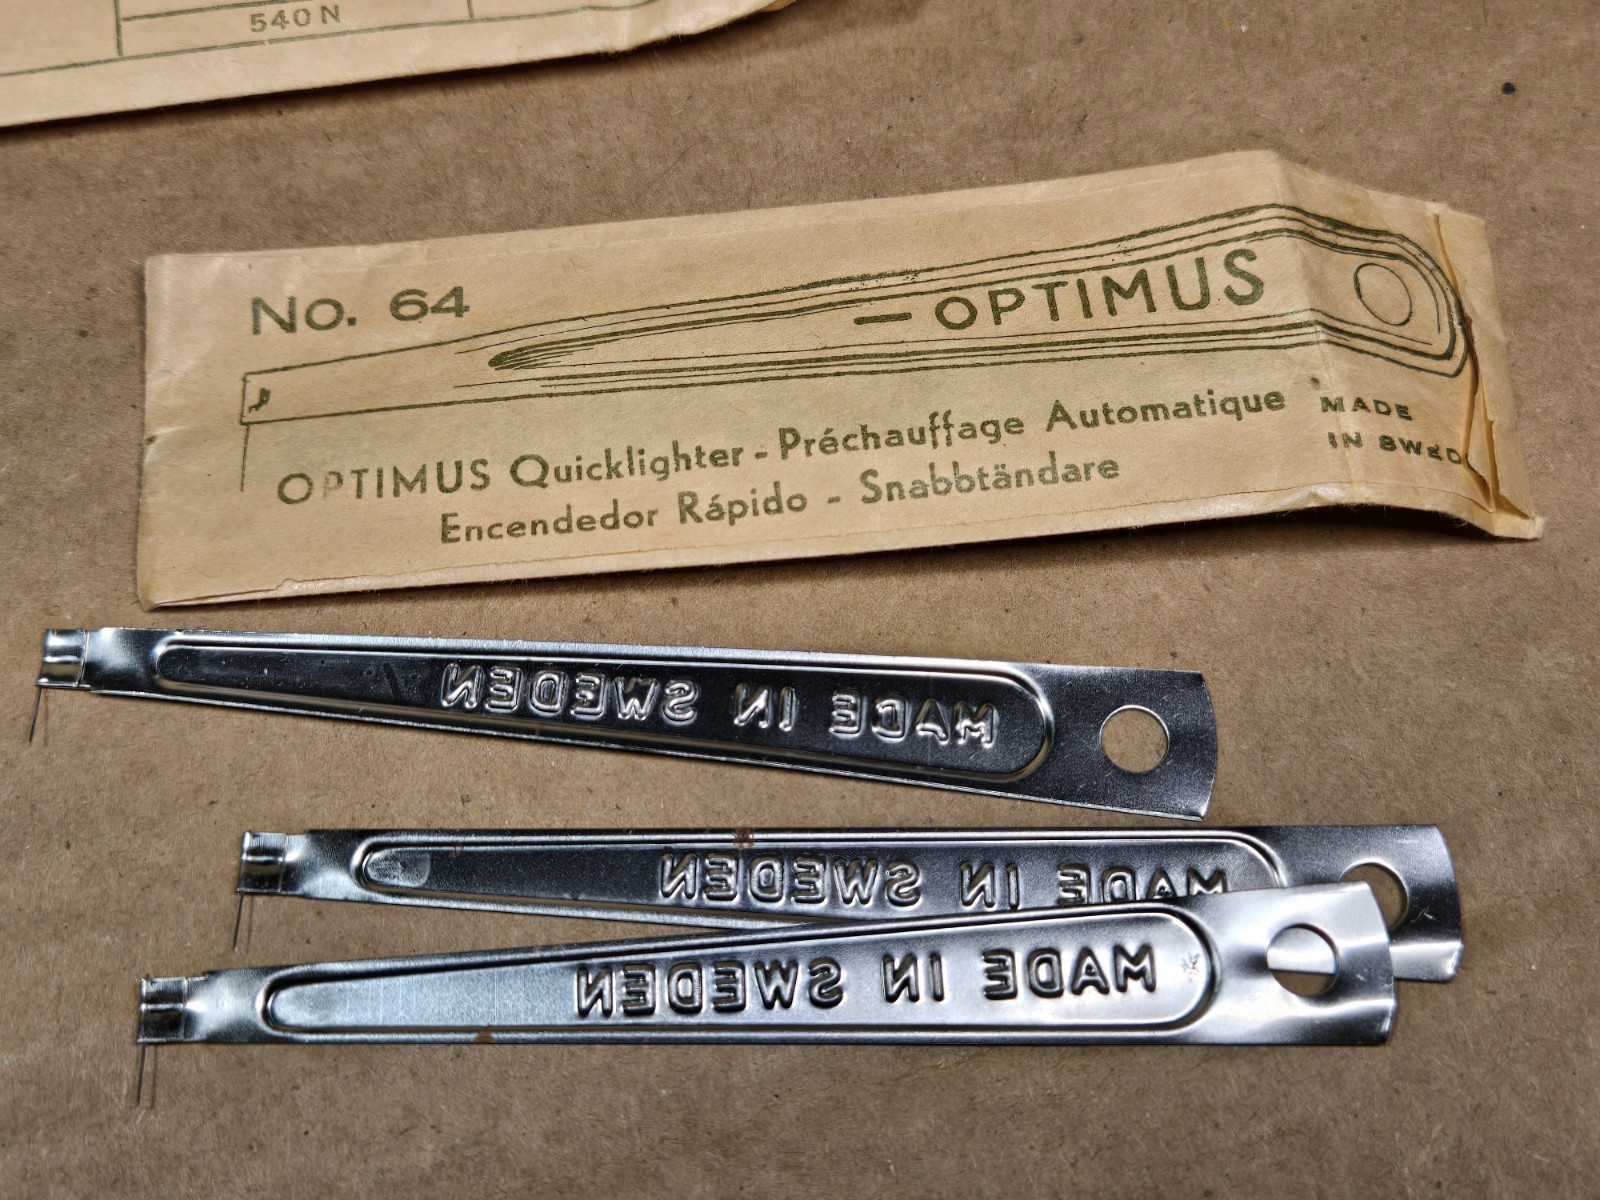 540 N
No. 64
— OPTIMUS
OPTIMUS Quicklighter - Préchauffage Automatique
Encendedor Rápido - Snabbtändare
MADE
IN SWED
MADE IN SWEDEN
MADE IN SWEDEN
MADE IN SWEDEN